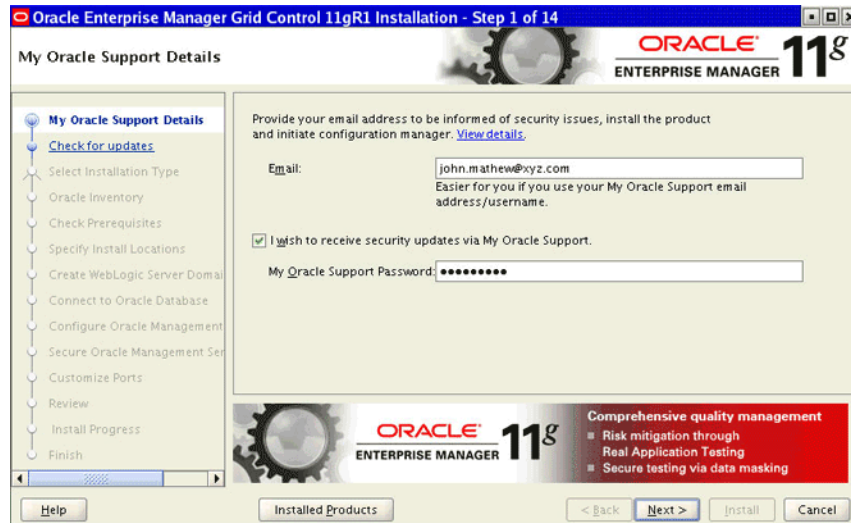 Oracle Enterprise Manager Grid Control 11gR1 Installation - Step 1 of 14
My Oracle Support Details
ORACLE
ENTERPRISE MANAGER 11g
My Oracle Support Details
Check for updates
Select Installation Type
Oracle Inventory
Check Prerequisites
Specify Install Locations
Create WebLogic Server Domai
Connect to Oracle Database
Configure Oracle Management
Secure Oracle Management Ser
Customize Ports
Review
Install Progress
Finish
Provide your email address to be informed of security issues, install the product
and initiate configuration manager. View details.
Email: john.mathew@xyz.com
Easier for you if you use your My Oracle Support email
address/username.
I wish to receive security updates via My Oracle Support.
My Oracle Support Password: •••••••••
ORACLE
ENTERPRISE MANAGER 11g
Comprehensive quality management
Risk mitigation through
Real Application Testing
Secure testing via data masking
Help Installed Products < Back Next > Install Cancel